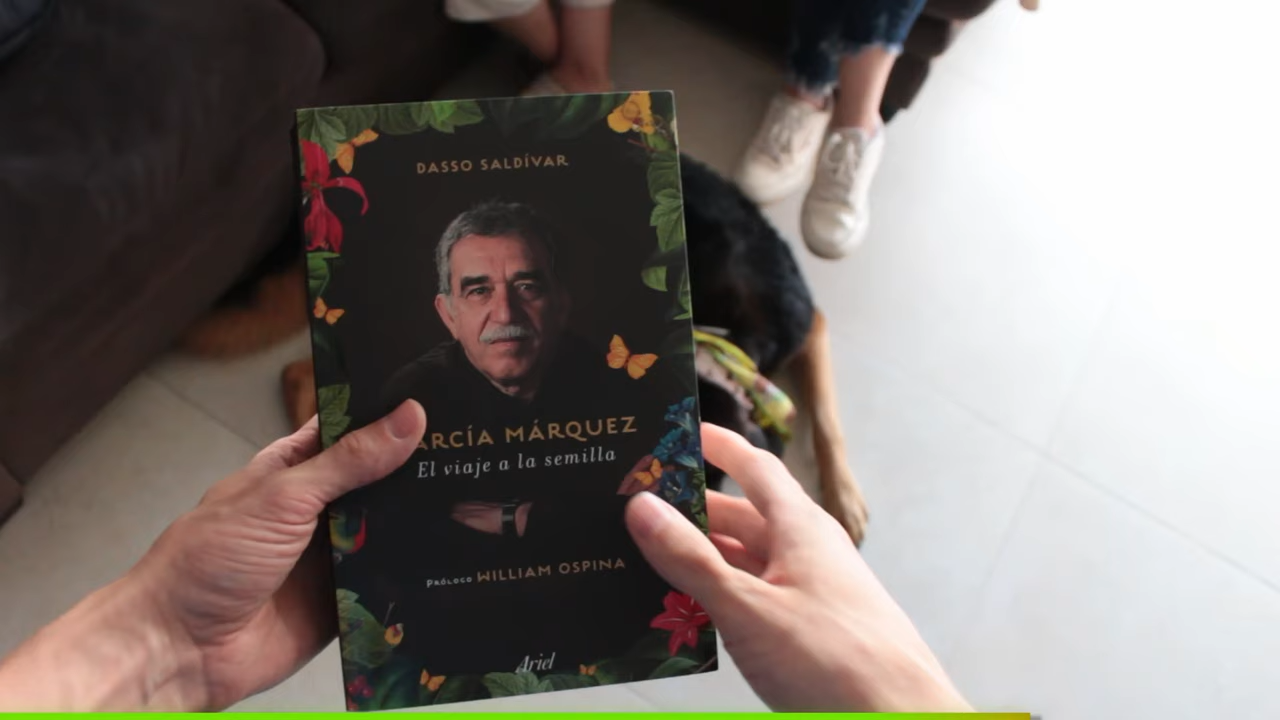 DASSO SALDÍVAR
ARCÍA MÁRQUEZ
El viaje a la semilla
PRÓLOGO WILLIAM OSPINA
Ariel